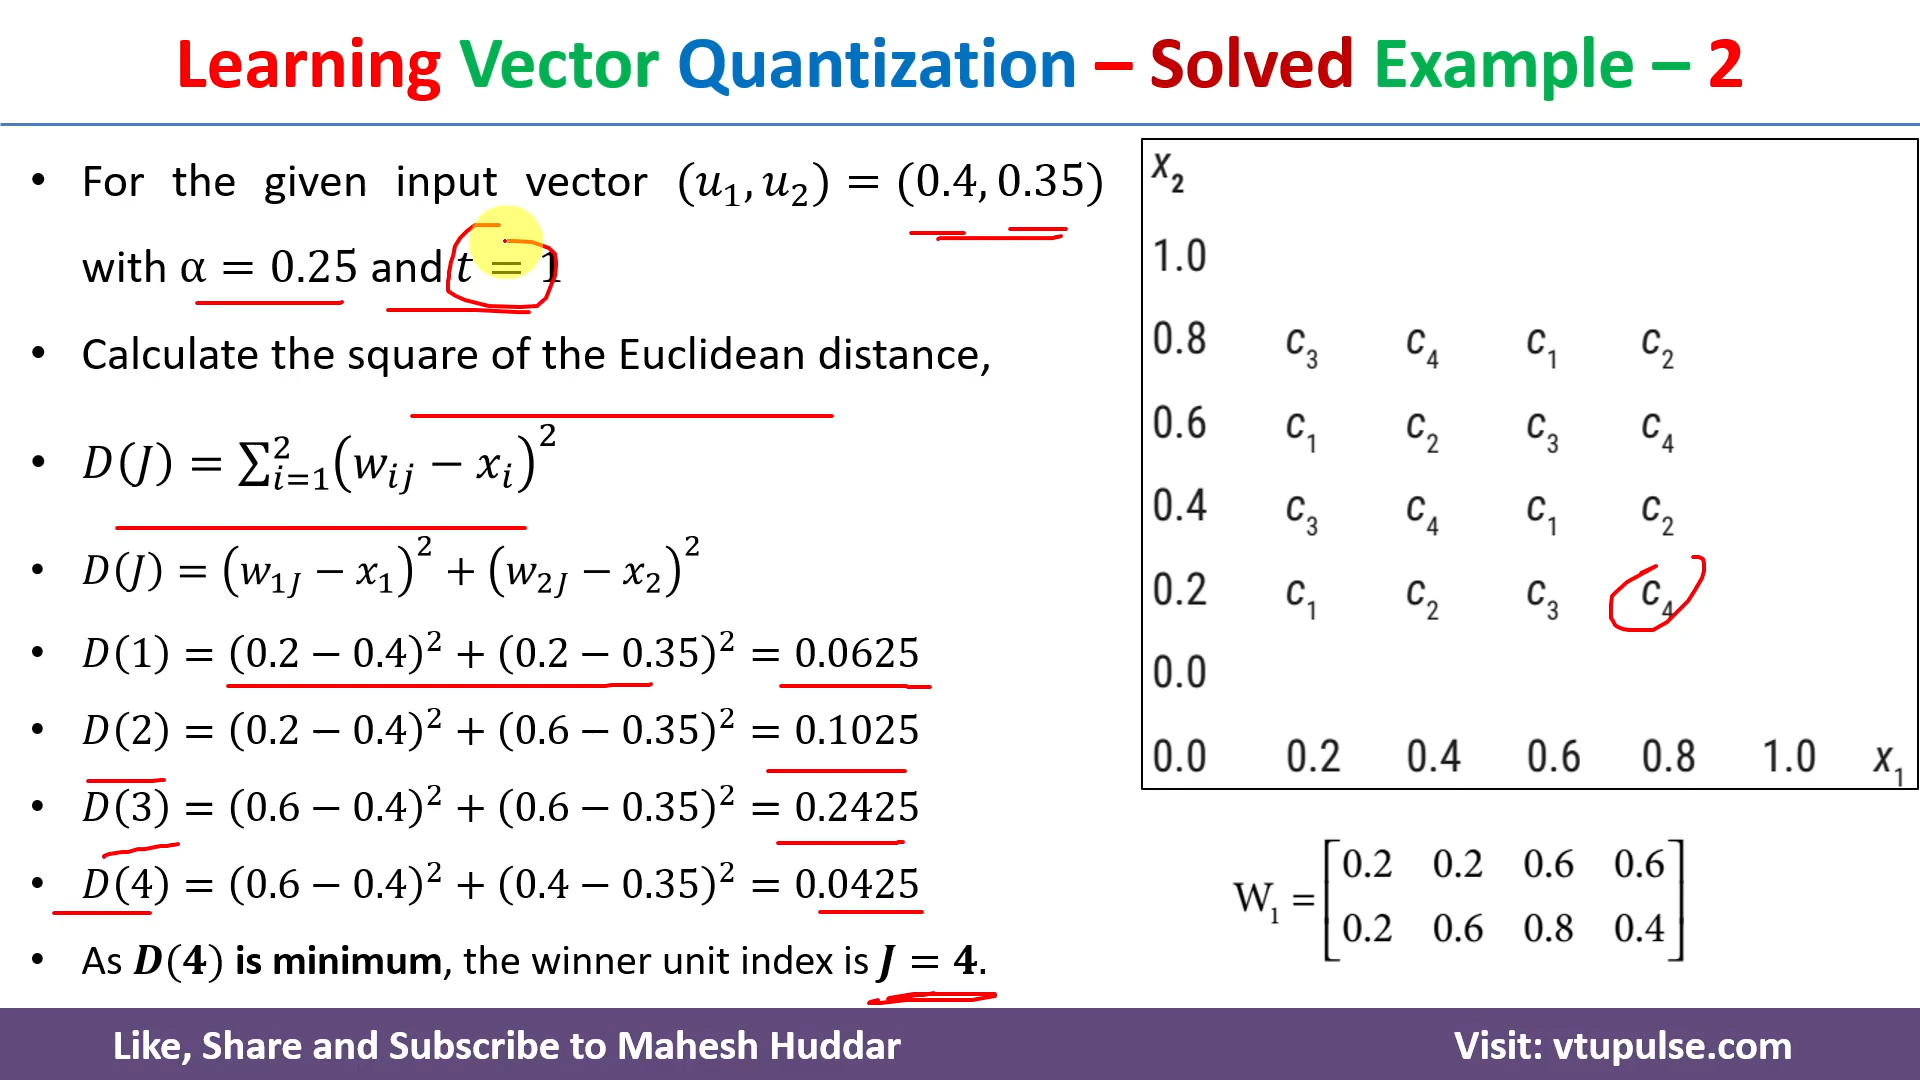 Learning Vector Quantization – Solved Example – 2
• For the given input vector (u₁, u₂) = (0.4, 0.35)
with α = 0.25 and t = 1
• Calculate the square of the Euclidean distance,
• D(J) = ∑²ᵢ₌₁(wᵢⱼ − xᵢ)²
• D(J) = (w₁J − x₁)² + (w₂J − x₂)²
• D(1) = (0.2 − 0.4)² + (0.2 − 0.35)² = 0.0625
• D(2) = (0.2 − 0.4)² + (0.6 − 0.35)² = 0.1025
• D(3) = (0.6 − 0.4)² + (0.6 − 0.35)² = 0.2425
• D(4) = (0.6 − 0.4)² + (0.4 − 0.35)² = 0.0425
• As D(4) is minimum, the winner unit index is J = 4.
x₂
1.0
0.8 c₃ c₄ c₁ c₂
0.6 c₁ c₂ c₃ c₄
0.4 c₃ c₄ c₁ c₂
0.2 c₁ c₂ c₃ c₄
0.0
0.0 0.2 0.4 0.6 0.8 1.0 x₁
0.2 0.2 0.6 0.6
W₁ =
0.2 0.6 0.8 0.4
Like, Share and Subscribe to Mahesh Huddar
Visit: vtupulse.com